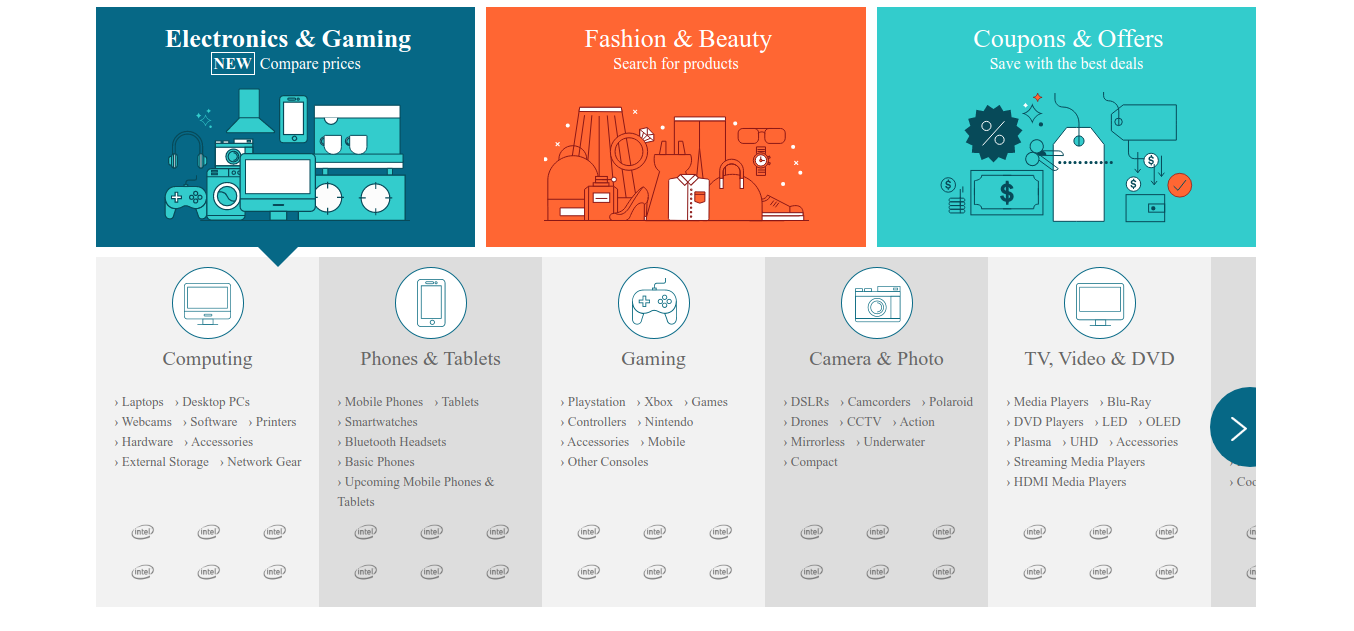 Electronics & Gaming
NEW Compare prices
Fashion & Beauty
Search for products
Coupons & Offers
Save with the best deals
$
$
$
$
Computing
› Laptops › Desktop PCs
› Webcams › Software › Printers
› Hardware › Accessories
› External Storage › Network Gear
intel intel intel
intel intel intel
Phones & Tablets
› Mobile Phones › Tablets
› Smartwatches
› Bluetooth Headsets
› Basic Phones
› Upcoming Mobile Phones &
Tablets
intel intel intel
intel intel intel
Gaming
› Playstation › Xbox › Games
› Controllers › Nintendo
› Accessories › Mobile
› Other Consoles
intel intel intel
intel intel intel
Camera & Photo
› DSLRs › Camcorders › Polaroid
› Drones › CCTV › Action
› Mirrorless › Underwater
› Compact
intel intel intel
intel intel intel
TV, Video & DVD
› Media Players › Blu-Ray
› DVD Players › LED › OLED
› Plasma › UHD › Accessories
› Streaming Media Players
› HDMI Media Players
intel intel intel
intel intel intel